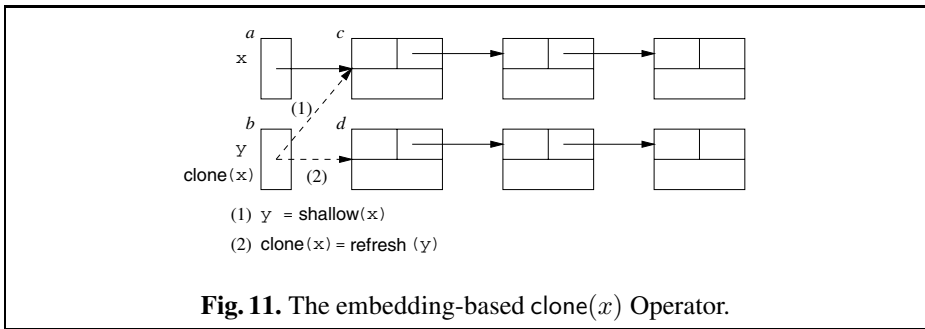 a c
x
(1)
b d
y
clone(x)
(2)
(1) y = shallow(x)
(2) clone(x) = refresh (y)
Fig. 11. The embedding-based clone(x) Operator.